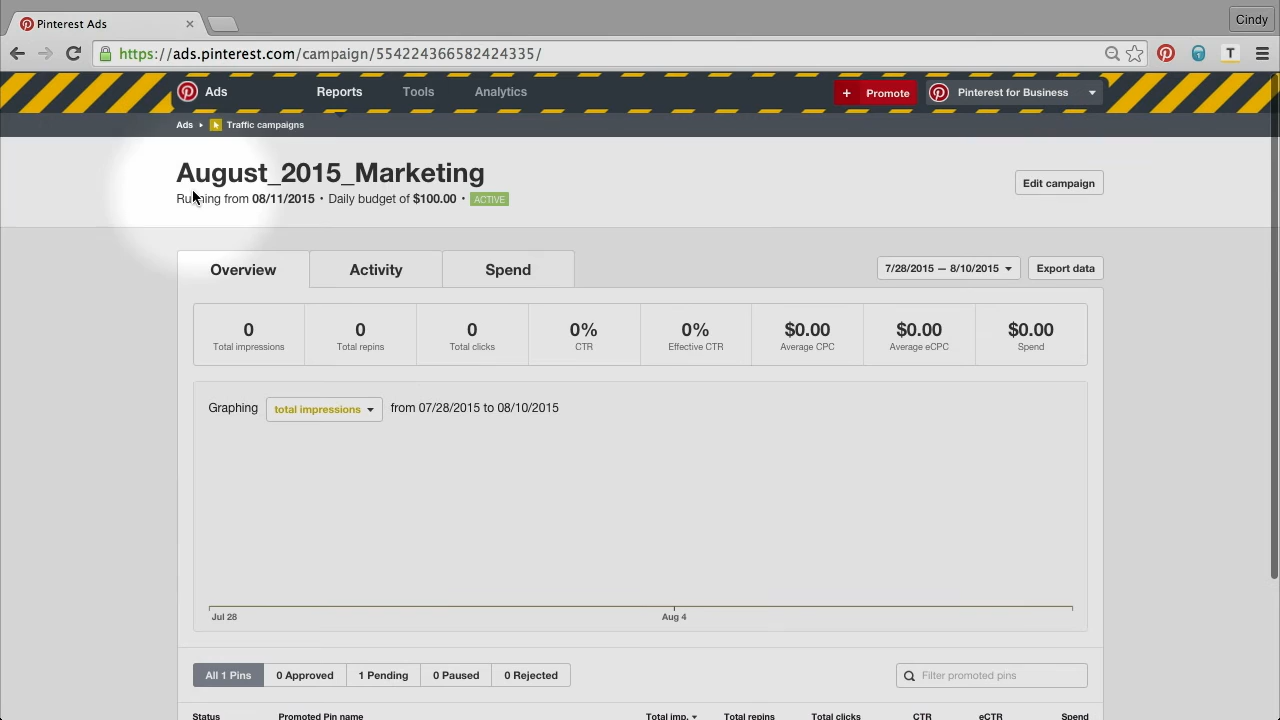 Pinterest Ads
Cindy
https://ads.pinterest.com/campaign/554224366582424335/
T
Ads Reports Tools Analytics + Promote Pinterest for Business
Ads Traffic campaigns
August_2015_Marketing
Running from 08/11/2015 • Daily budget of $100.00 • ACTIVE
Edit campaign
Overview Activity Spend 7/28/2015 — 8/10/2015 Export data
0 0 0 0% 0% $0.00 $0.00 $0.00
Total impressions Total repins Total clicks CTR Effective CTR Average CPC Average eCPC Spend
Graphing total impressions from 07/28/2015 to 08/10/2015
Jul 28 Aug 4
All 1 Pins 0 Approved 1 Pending 0 Paused 0 Rejected Filter promoted pins
Status Promoted Pin name Total imp. Total repins Total clicks CTR eCTR Spend